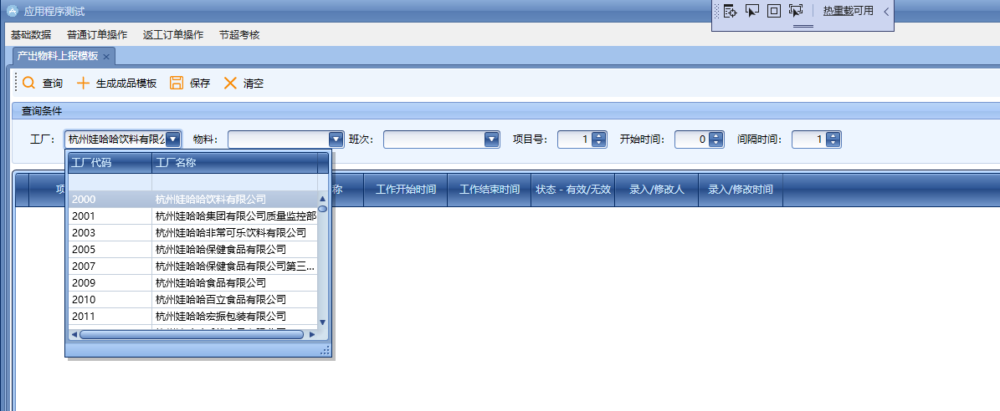 应用程序测试
热重载可用
基础数据 普通订单操作 返工订单操作 节超考核
产出物料上报模板
查询 生成成品模板 保存 清空
查询条件
工厂： 杭州娃哈哈饮料有限公 物料： 班次： 项目号： 1 开始时间： 0 间隔时间： 1
工厂代码 工厂名称
项 称 工作开始时间 工作结束时间 状态 - 有效/无效 录入/修改人 录入/修改时间
2000 杭州娃哈哈饮料有限公司
2001 杭州娃哈哈集团有限公司质量监控部
2003 杭州娃哈哈非常可乐饮料有限公司
2005 杭州娃哈哈保健食品有限公司
2007 杭州娃哈哈保健食品有限公司第三...
2009 杭州娃哈哈食品有限公司
2010 杭州娃哈哈百立食品有限公司
2011 杭州娃哈哈宏振包装有限公司